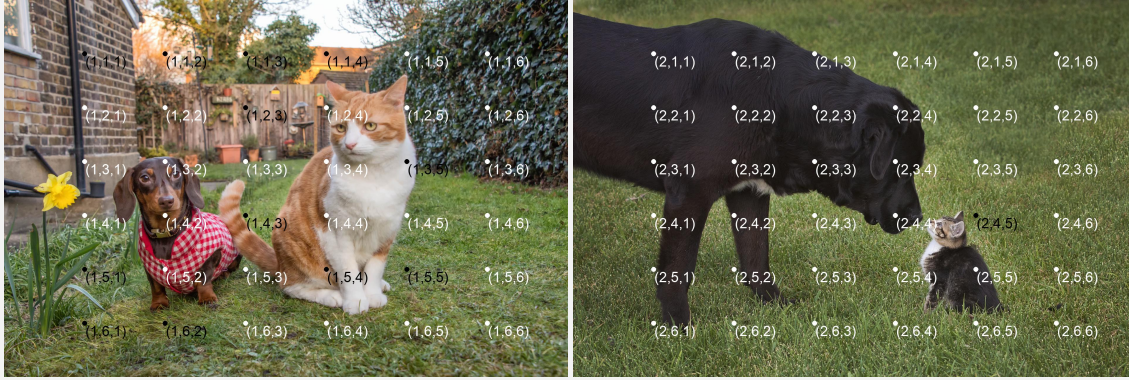 (1,1,1) (1,1,2) (1,1,3) (1,1,4) (1,1,5) (1,1,6) (2,1,1) (2,1,2) (2,1,3) (2,1,4) (2,1,5) (2,1,6)
(1,2,1) (1,2,2) (1,2,3) (1,2,4) (1,2,5) (1,2,6) (2,2,1) (2,2,2) (2,2,3) (2,2,4) (2,2,5) (2,2,6)
(1,3,1) (1,3,2) (1,3,3) (1,3,4) (1,3,5) (1,3,6) (2,3,1) (2,3,2) (2,3,3) (2,3,4) (2,3,5) (2,3,6)
(1,4,1) (1,4,2) (1,4,3) (1,4,4) (1,4,5) (1,4,6) (2,4,1) (2,4,2) (2,4,3) (2,4,4) (2,4,5) (2,4,6)
(1,5,1) (1,5,2) (1,5,4) (1,5,5) (1,5,6) (2,5,1) (2,5,2) (2,5,3) (2,5,4) (2,5,5) (2,5,6)
(1,6,1) (1,6,2) (1,6,3) (1,6,4) (1,6,5) (1,6,6) (2,6,1) (2,6,2) (2,6,3) (2,6,4) (2,6,5) (2,6,6)